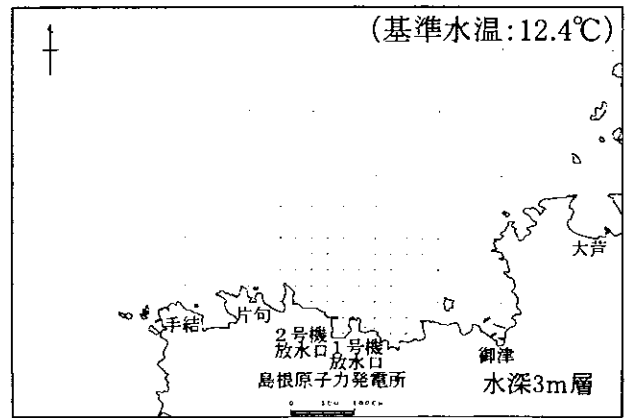 (基準水温:12.4℃)
大芦
手結
片句
2号機
放水口
1号機
放水口
御津
島根原子力発電所
水深3m層